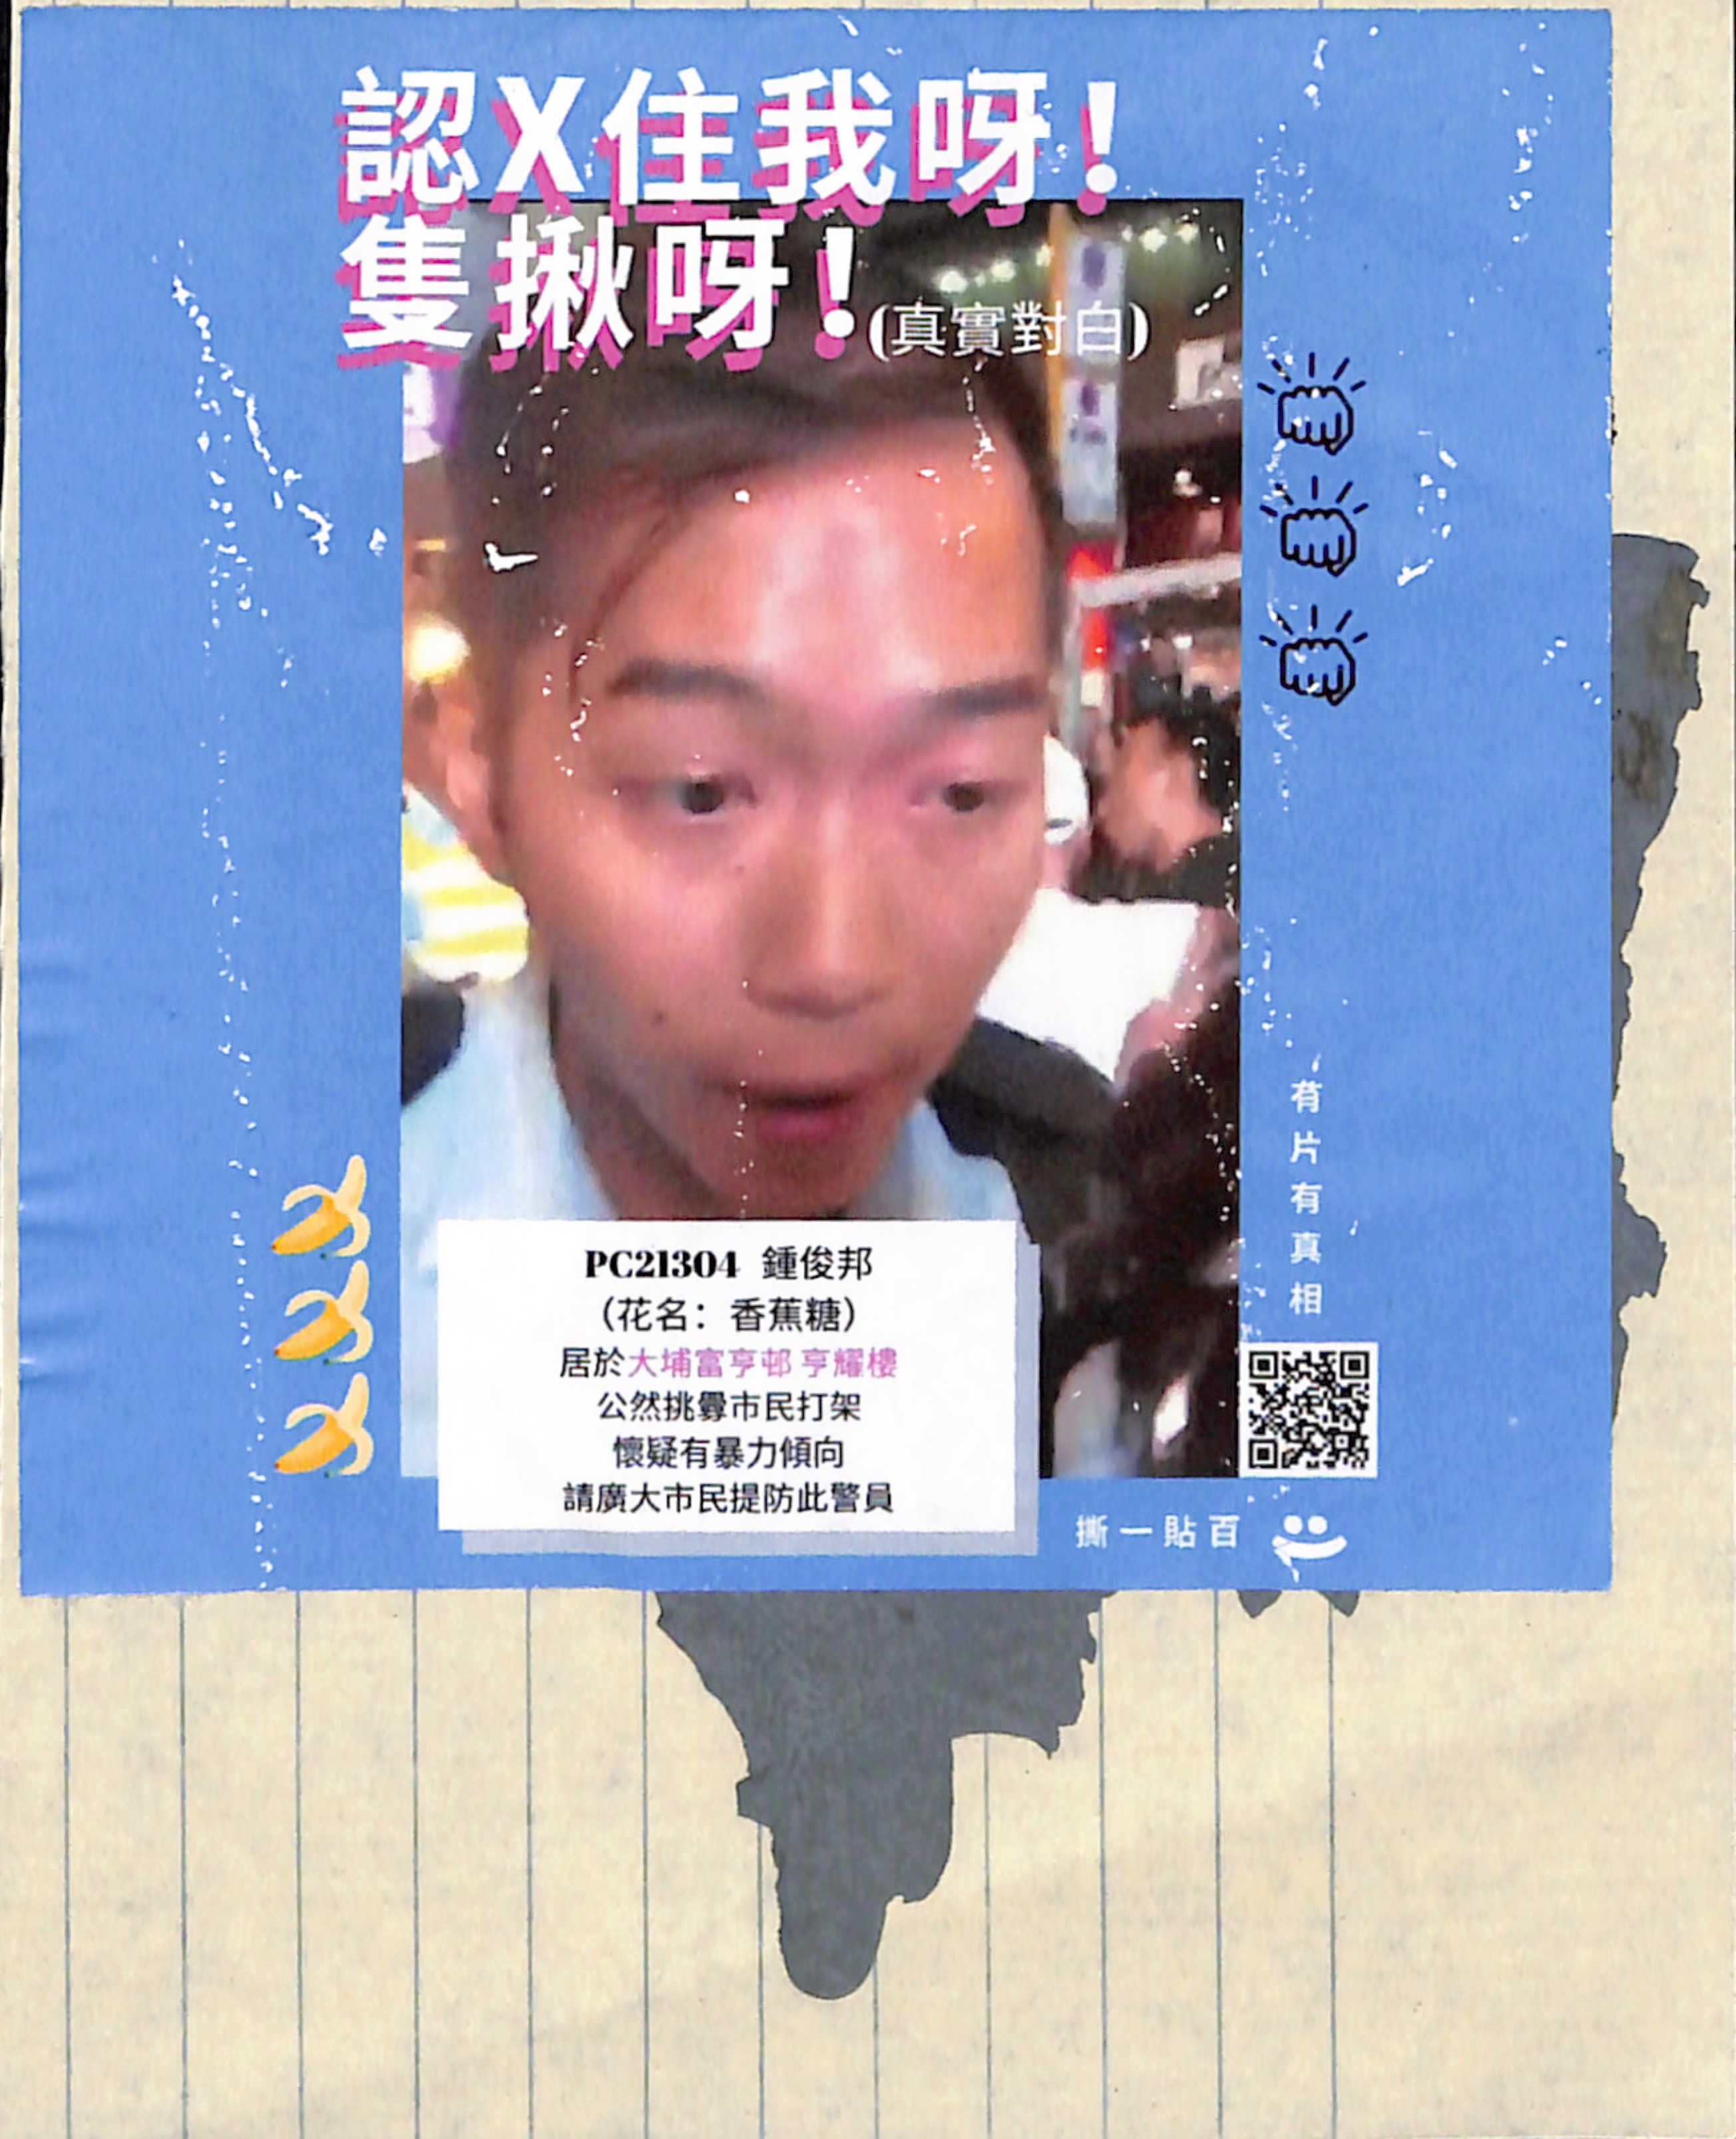 認X住我呀！
隻揪呀！(真實對白)
有片有真相
PC21304 鍾俊邦
（花名：香蕉糖）
居於大埔富亨邨 亨耀樓
公然挑釁市民打架
懷疑有暴力傾向
請廣大市民提防此警員
撕一貼百